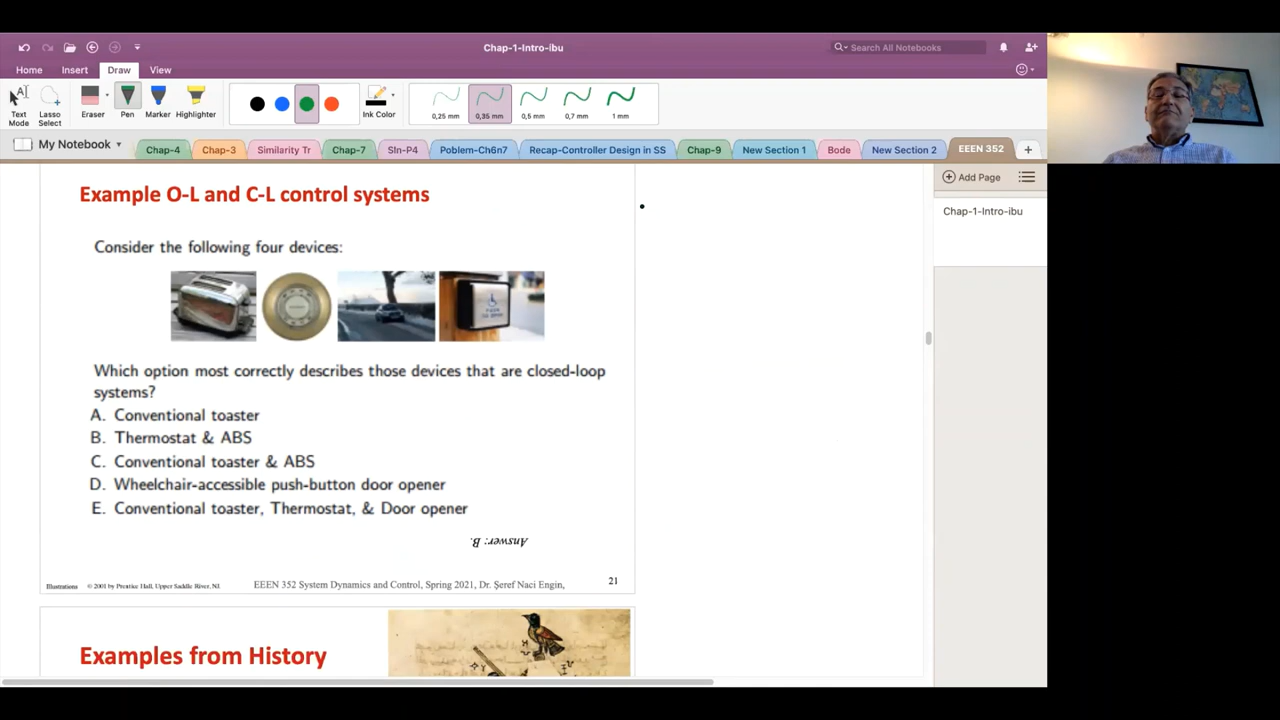 Chap-1-Intro-ibu
Search All Notebooks
Home Insert Draw View
Text Mode
Lasso Select
Eraser
Pen
Marker
Highlighter
Ink Color
0,25 mm 0,35 mm 0,5 mm 0,7 mm 1 mm
My Notebook
Chap-4 Chap-3 Similarity Tr Chap-7 SIn-P4 Poblem-Ch6n7 Recap-Controller Design in SS Chap-9 New Section 1 Bode New Section 2 EEEN 352
Add Page
Chap-1-Intro-ibu
Example O-L and C-L control systems
Consider the following four devices:
Which option most correctly describes those devices that are closed-loop
systems?
A. Conventional toaster
B. Thermostat & ABS
C. Conventional toaster & ABS
D. Wheelchair-accessible push-button door opener
E. Conventional toaster, Thermostat, & Door opener
Answer: B.
Illustrations © 2001 by Prentice Hall, Upper Saddle River, NJ.
EEEN 352 System Dynamics and Control, Spring 2021, Dr. Şeref Naci Engin,
21
Examples from History